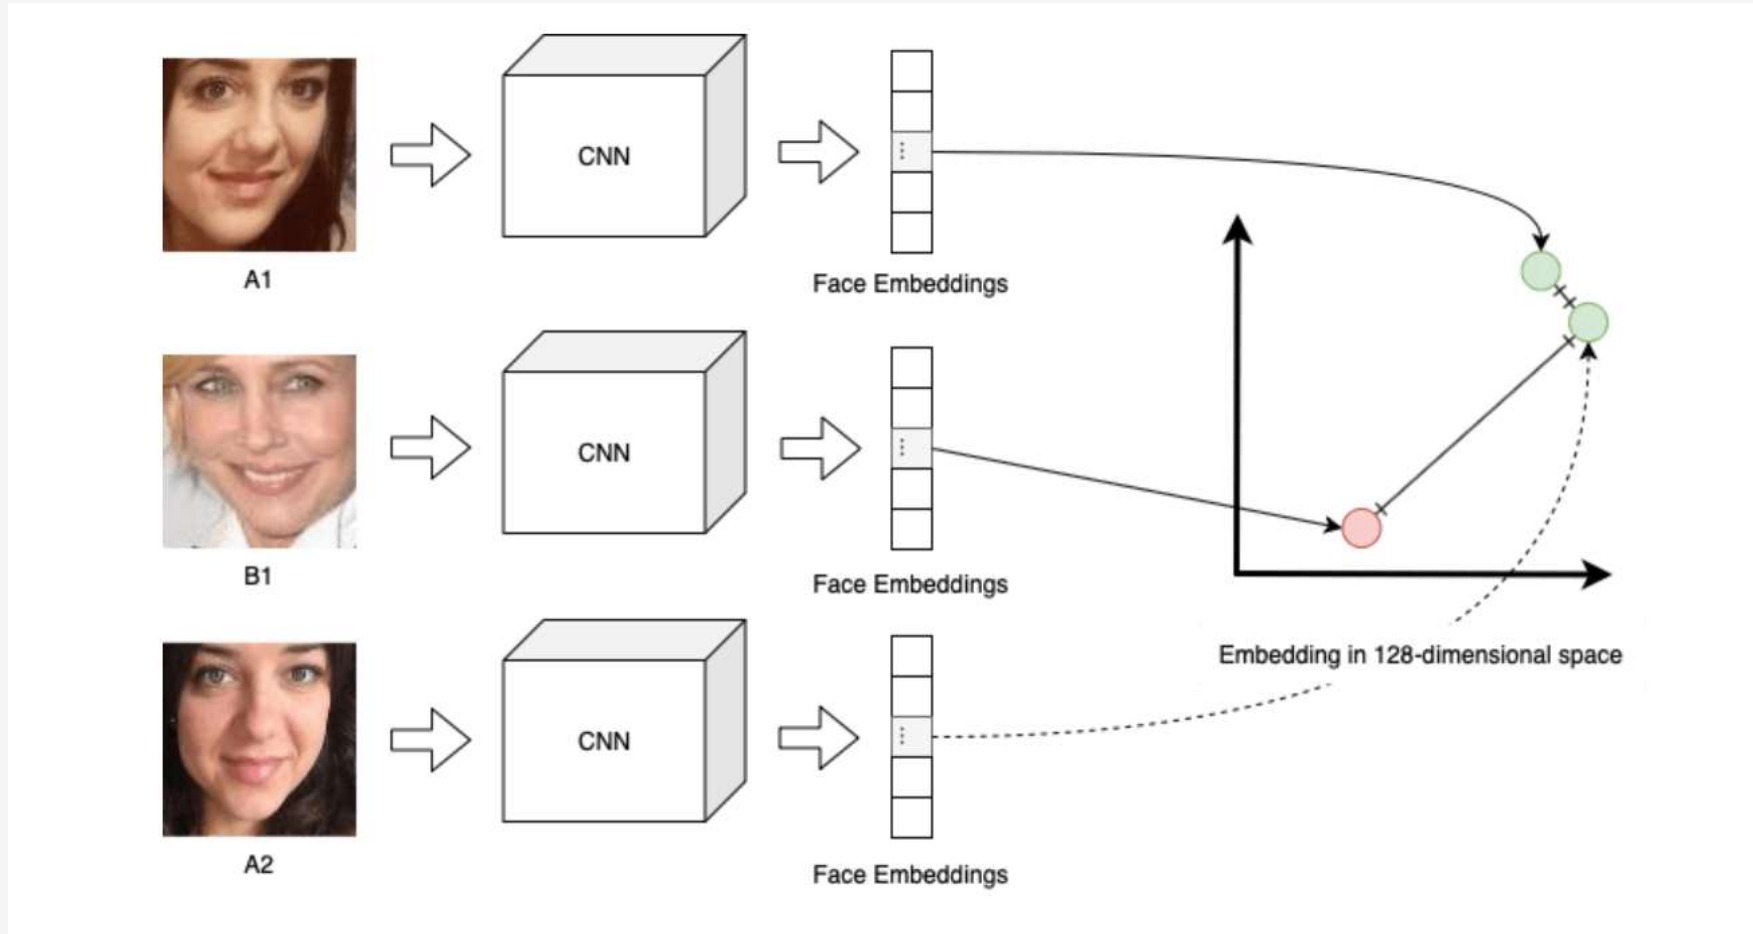 CNN
⋮
A1
Face Embeddings
CNN
⋮
B1
Face Embeddings
Embedding in 128-dimensional space
CNN
⋮
A2
Face Embeddings